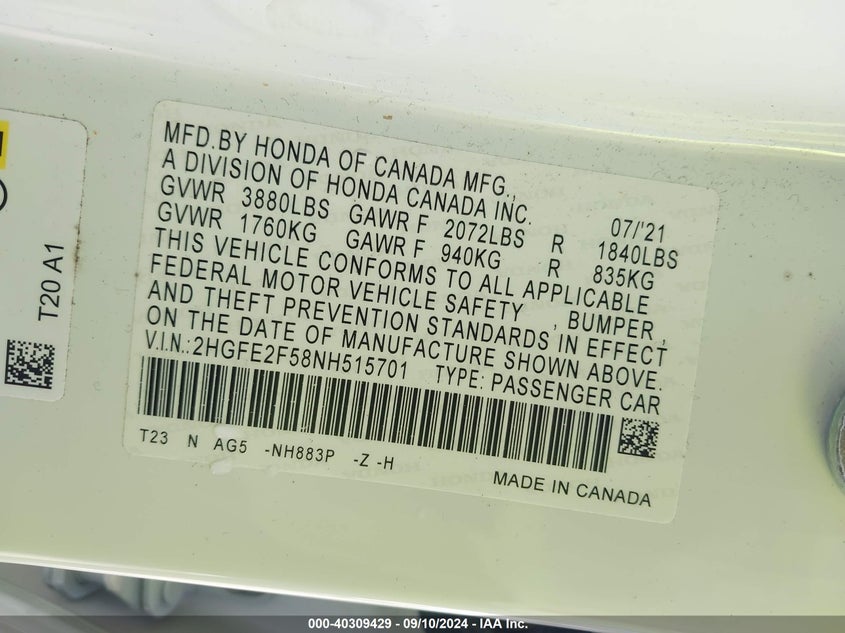 MFD.BY HONDA OF CANADA MFG.,
A DIVISION OF HONDA CANADA INC.
07/'21
GVWR 3880LBS GAWR F 2072LBS R 1840LBS
GVWR 1760KG GAWR F 940KG R 835KG
THIS VEHICLE CONFORMS TO ALL APPLICABLE
FEDERAL MOTOR VEHICLE SAFETY , BUMPER ,
AND THEFT PREVENTION STANDARDS IN EFFECT
ON THE DATE OF MANUFACTURE SHOWN ABOVE.
V.I.N.:2HGFE2F58NH515701 TYPE: PASSENGER CAR
T23 N AG5 -NH883P -Z -H
MADE IN CANADA
T20 A1
000-40309429 - 09/10/2024 - IAA Inc.